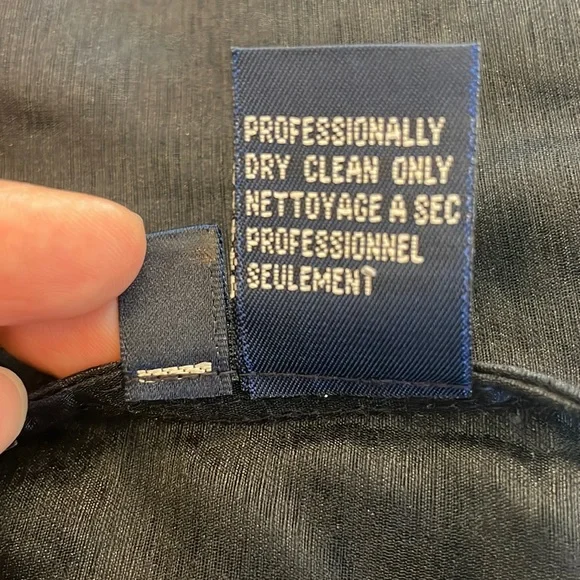 PROFESSIONALLY
DRY CLEAN ONLY
NETTOYAGE A SEC
PROFESSIONNEL
SEULEMENT